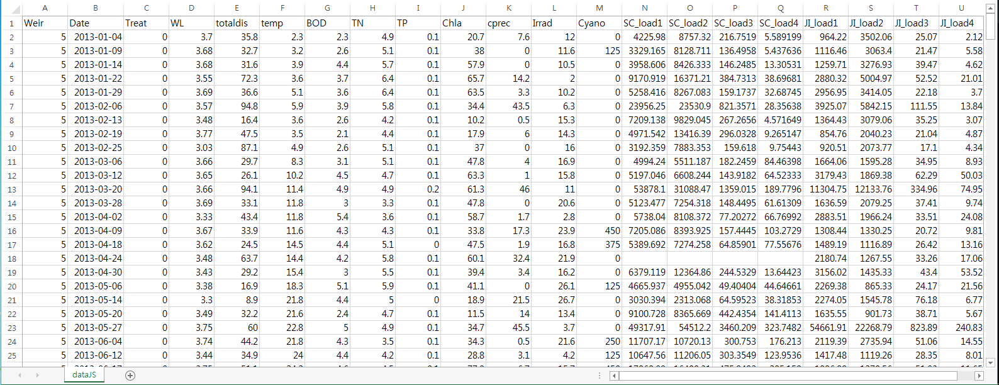 A B C D E F G H I J K L M N O P Q R S T U
1 Weir Date Treat WL totaldis temp BOD TN TP Chla cprec Irrad Cyano SC_load1 SC_load2 SC_load3 SC_load4 JI_load1 JI_load2 JI_load3 JI_load4
2 5 2013-01-04 0 3.7 35.8 2.3 2.3 4.9 0.1 20.7 7.6 12 0 4225.98 8757.32 216.7519 5.589199 964.22 3502.06 25.07 2.12
3 5 2013-01-09 0 3.68 32.7 3.2 2.6 5.1 0.1 38 0 11.6 125 3329.165 8128.711 136.4958 5.437636 1116.46 3063.4 21.47 5.58
4 5 2013-01-14 0 3.68 31.6 3.9 4.4 5.7 0.1 57.9 0 10.5 0 3958.606 8426.333 146.2485 13.30531 1259.71 3276.93 39.47 4.62
5 5 2013-01-22 0 3.55 72.3 3.6 3.7 6.4 0.1 65.7 14.2 2 0 9170.919 16371.21 384.7313 38.69681 2880.32 5004.97 52.52 21.01
6 5 2013-01-29 0 3.69 36.6 5.1 3.6 6.4 0.1 63.5 3.3 10.2 0 5258.416 8267.083 159.1737 32.68745 2956.95 3414.05 22.18 3.7
7 5 2013-02-06 0 3.57 94.8 5.9 3.9 5.8 0.1 34.4 43.5 6.3 0 23956.25 23530.9 821.3571 28.35638 3925.07 5842.15 111.55 13.84
8 5 2013-02-13 0 3.48 16.4 3.6 2.6 4.2 0.1 10.2 0.5 15.3 0 7209.138 9829.045 267.2656 4.571649 1364.43 3079.06 35.25 3.07
9 5 2013-02-19 0 3.77 47.5 3.5 2.1 4.4 0.1 17.9 6 14.3 0 4971.542 13416.39 296.0328 9.265147 854.76 2040.23 21.04 4.87
10 5 2013-02-25 0 3.03 87.1 4.9 2.6 5.1 0.1 37 0 16 0 3192.359 7883.353 159.618 9.75443 920.51 2073.77 17.1 4.34
11 5 2013-03-06 0 3.66 29.7 8.3 3.1 5.1 0.1 47.8 4 16.9 0 4994.24 5511.187 182.2459 84.46398 1664.06 1595.28 34.95 8.93
12 5 2013-03-12 0 3.65 26.1 10.2 4.5 4.7 0.1 63.3 1 15.8 0 5197.046 6608.244 143.9182 64.52333 3179.43 1869.38 62.29 50.03
13 5 2013-03-20 0 3.66 94.1 11.4 4.9 4.9 0.2 61.3 46 11 0 53878.1 31088.47 1359.015 189.7796 11304.75 12133.76 334.96 74.95
14 5 2013-03-28 0 3.69 33.1 11.8 3 3.3 0.1 47.8 0 20.6 0 5123.477 7254.318 148.4495 61.61309 1636.59 2079.25 37.41 9.74
15 5 2013-04-02 0 3.33 43.4 11.8 5.4 3.6 0.1 58.7 1.7 2.8 0 5738.04 8108.372 77.20272 66.76992 2883.51 1966.24 33.51 24.08
16 5 2013-04-09 0 3.67 33.9 11.6 4.3 4.3 0.1 33.8 17.3 23.9 450 7205.086 8393.925 157.4445 103.2729 1308.44 1330.25 20.72 9.81
17 5 2013-04-18 0 3.62 24.5 14.5 4.4 5.1 0 47.5 1.9 16.8 375 5389.692 7274.258 64.85901 77.55676 1489.19 1116.89 26.42 13.16
18 5 2013-04-24 0 3.48 63.7 14.4 4.2 5.8 0.1 60.1 32.4 21.9 0 2180.74 1267.55 33.26 17.06
19 5 2013-04-30 0 3.43 29.2 15.4 3 5.5 0.1 39.4 3.4 16.2 0 6379.119 12364.86 244.5329 13.64423 3156.02 1435.33 43.4 53.52
20 5 2013-05-06 0 3.38 16.9 18.3 5.1 5.9 0.1 41.1 0 26.1 125 4665.937 4955.042 49.40404 44.64661 2269.38 865.33 24.17 21.56
21 5 2013-05-14 0 3.3 8.9 21.8 4.4 5 0 18.9 21.5 26.7 0 3030.394 2313.068 64.59523 38.31853 2274.05 1545.78 76.18 6.77
22 5 2013-05-20 0 3.49 32.2 21.6 2.4 4.7 0.1 11.5 14 13.4 0 9100.728 8365.669 442.4354 141.4113 1635.55 901.73 38.71 5.67
23 5 2013-05-27 0 3.75 60 22.8 5 4.9 0.1 34.7 45.5 3.7 0 49317.91 54512.2 3460.209 323.7482 54661.91 22268.79 823.89 240.83
24 5 2013-06-04 0 3.74 44.2 21.8 4.3 3.5 0.1 34.3 0.5 21.6 250 11707.17 10720.13 300.753 176.213 2119.39 2735.94 51.06 14.55
25 5 2013-06-12 0 3.44 34.9 24 4.4 4.2 0.1 28.8 3.1 4.2 125 10647.56 11206.05 303.3549 123.9536 1417.48 1119.26 28.35 8.01
dataJS